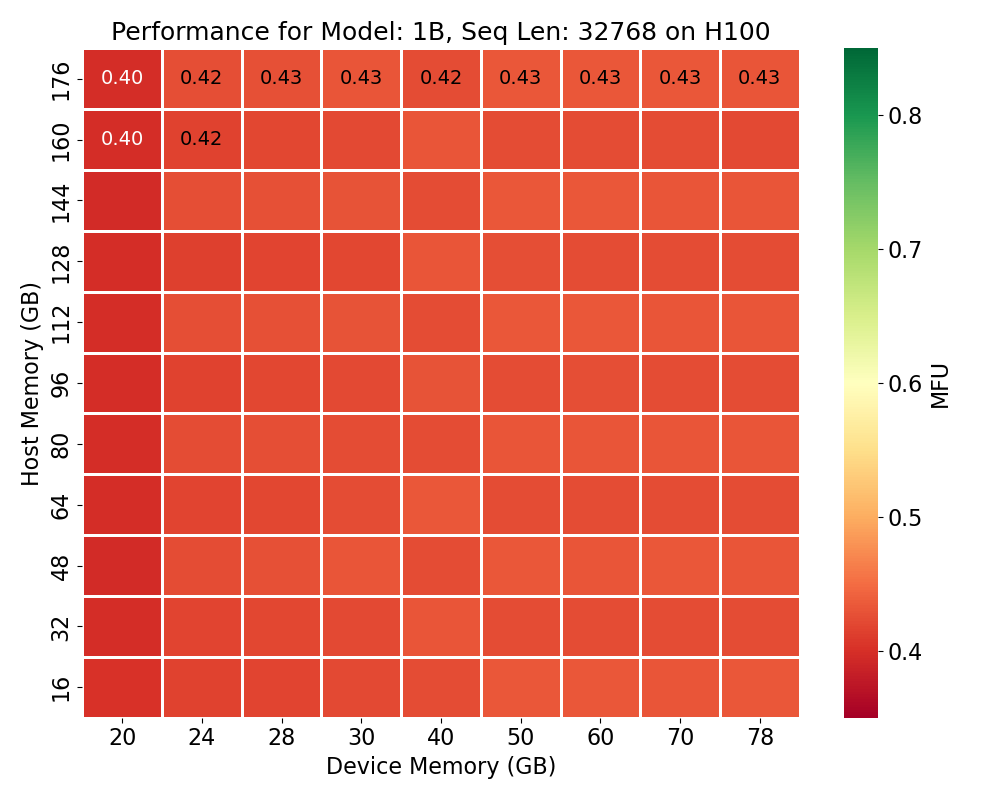 Performance for Model: 1B, Seq Len: 32768 on H100
176 0.40 0.42 0.43 0.43 0.42 0.43 0.43 0.43 0.43
160 0.40 0.42
144
128
112
96
80
64
48
32
16
20 24 28 30 40 50 60 70 78
Device Memory (GB)
Host Memory (GB)
0.8
0.7
0.6
0.5
0.4
MFU